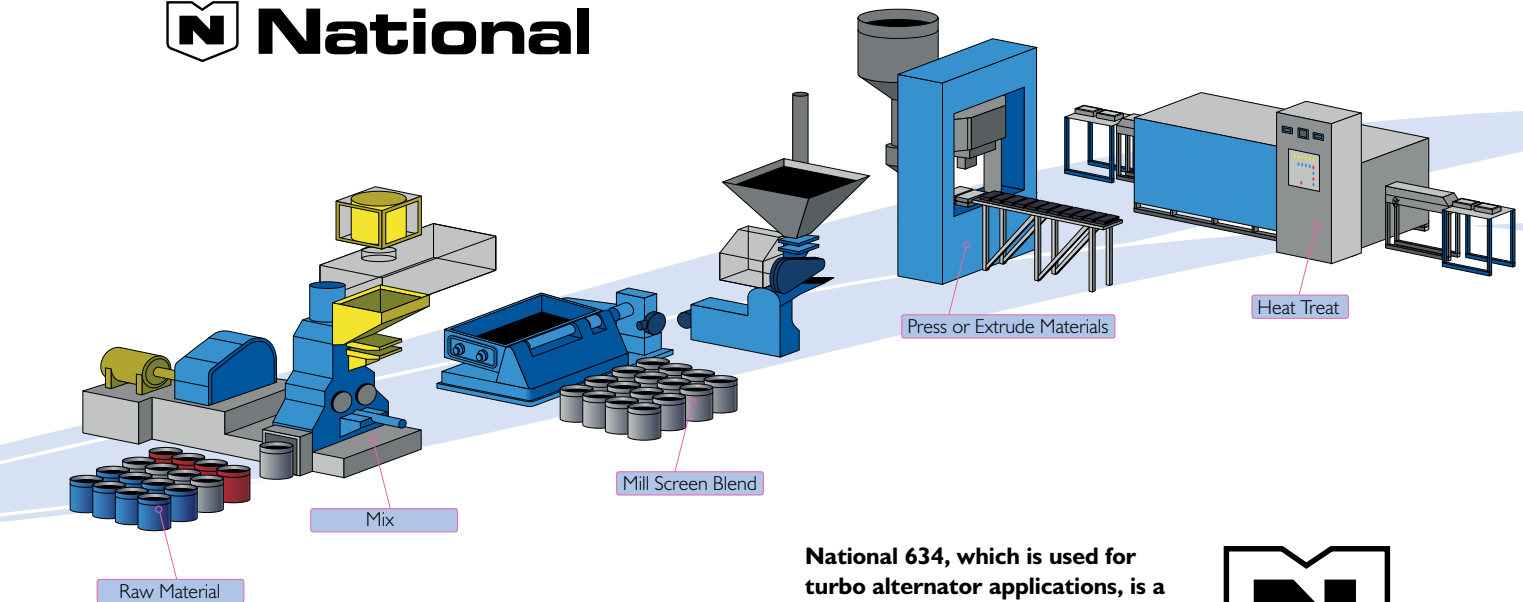 N National
Press or Extrude Materials
Heat Treat
Mill Screen Blend
Mix
Raw Material
National 634, which is used for
turbo alternator applications, is a
N